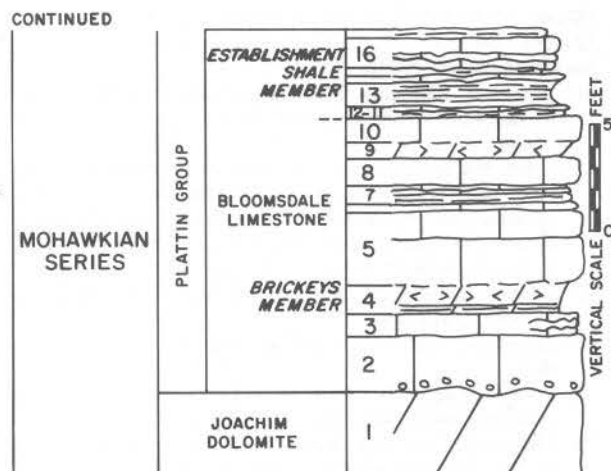 CONTINUED
MOHAWKIAN
SERIES
PLATTIN GROUP
ESTABLISHMENT
SHALE
MEMBER
BLOOMSDALE
LIMESTONE
BRICKEYS
MEMBER
JOACHIM
DOLOMITE
16
13
12-11
10
9
8
7
5
4
3
2
1
FEET
5
0
VERTICAL SCALE